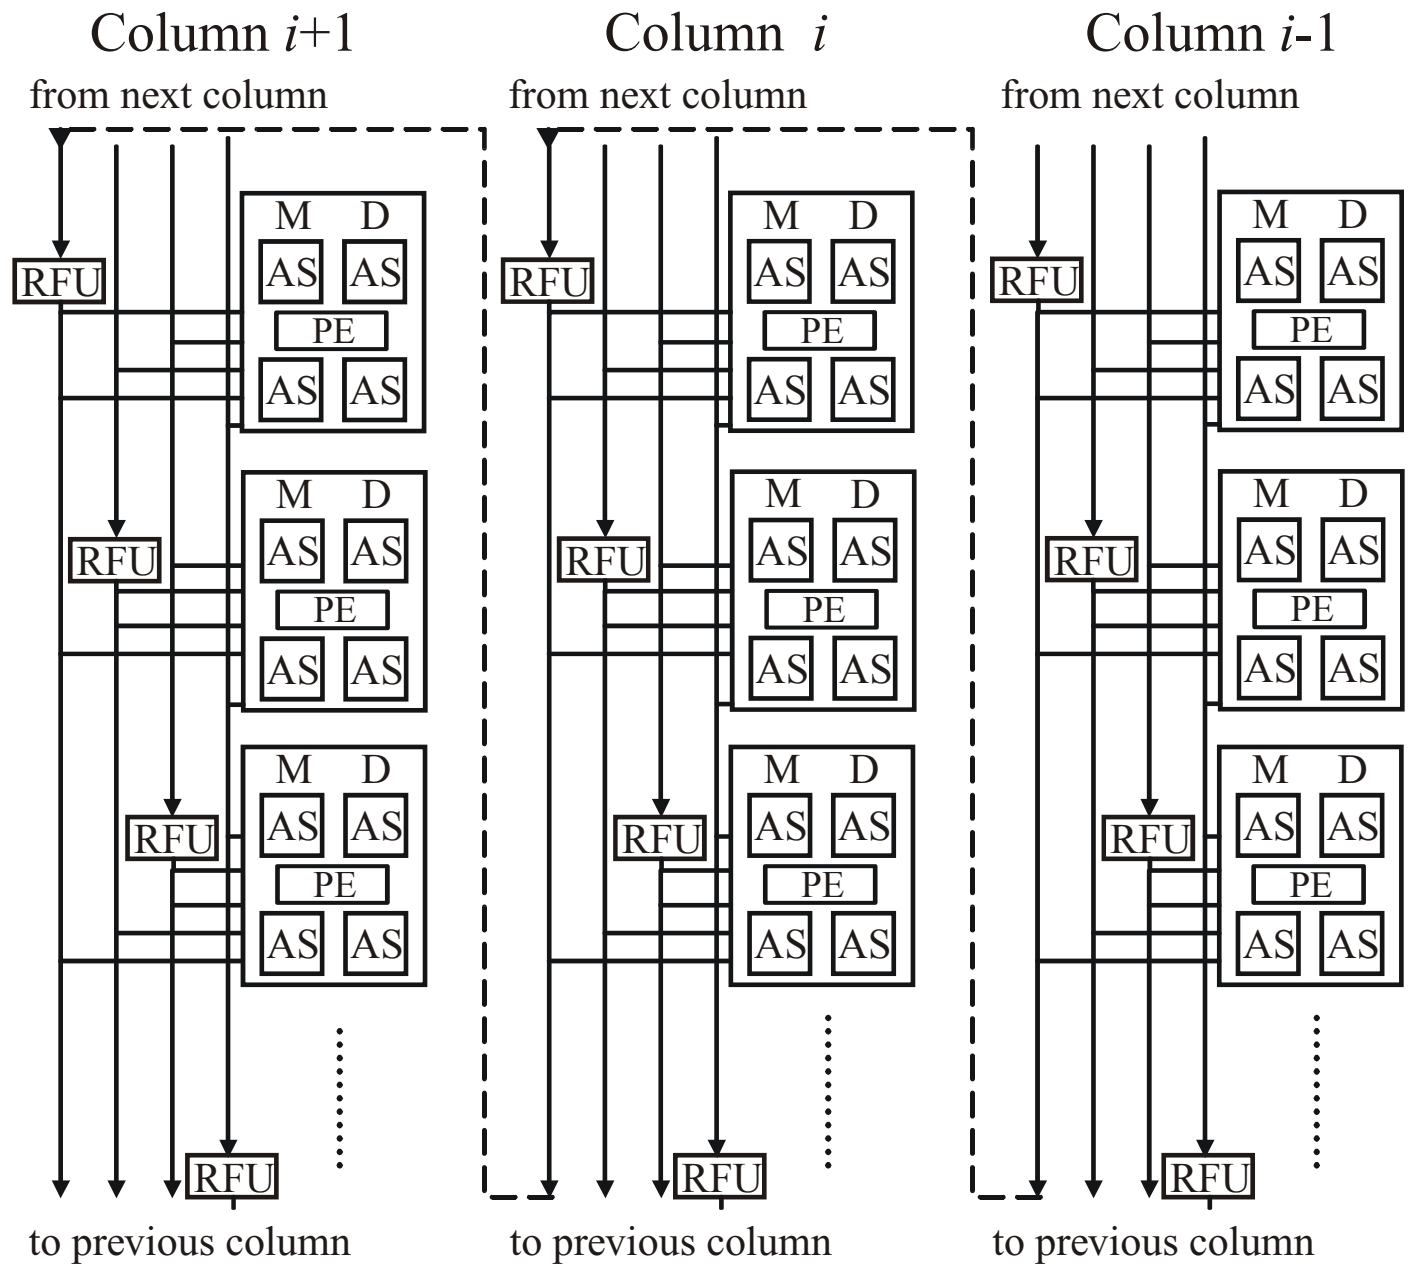 Column i+1 Column i Column i-1
from next column from next column from next column
M D M D M D
AS AS AS AS AS AS
RFU RFU RFU
PE PE PE
AS AS AS AS AS AS
M D M D M D
AS AS AS AS AS AS
RFU RFU RFU
PE PE PE
AS AS AS AS AS AS
M D M D M D
AS AS AS AS AS AS
RFU RFU RFU
PE PE PE
AS AS AS AS AS AS
RFU RFU RFU
to previous column to previous column to previous column